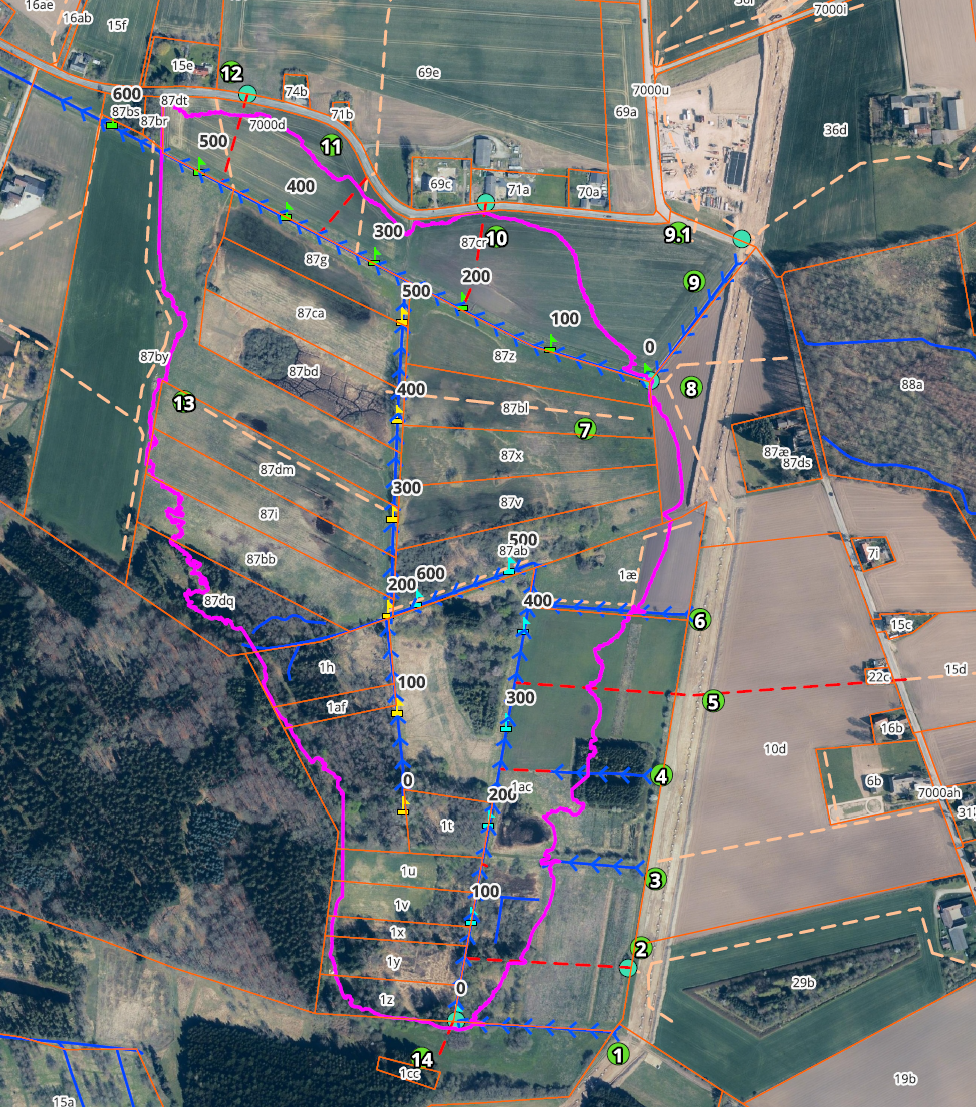 16ae
16ab
15f
7000i
15e
12
69e
74b
7000u
600
87dt
87bs
87br
7000d
71b
69a
36d
500
11
69c
71a
70a
400
300
87cr
10
9.1
87g
200
9
500
87ca
100
87z
0
87by
87bd
400
8
88a
13
87bl
7
87x
87æ
87ds
87dm
300
87v
87i
500
87ab
7i
87bb
600
1æ
200
87dq
400
6
15c
1h
100
300
5
22c
15d
1af
16b
10d
0
4
6b
200
1ac
7000ah
31
1t
1u
3
100
1v
1x
2
1y
29b
0
1z
1
14
1cc
19b
15a